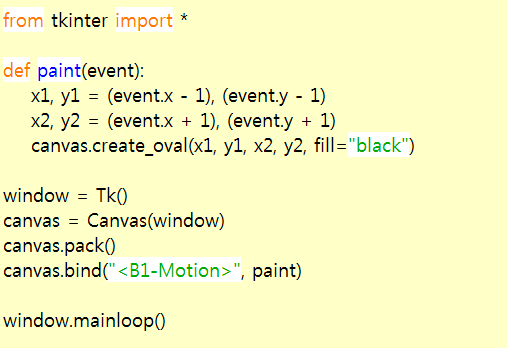 from tkinter import *

def paint(event):
    x1, y1 = (event.x - 1), (event.y - 1)
    x2, y2 = (event.x + 1), (event.y + 1)
    canvas.create_oval(x1, y1, x2, y2, fill="black")

window = Tk()
canvas = Canvas(window)
canvas.pack()
canvas.bind("<B1-Motion>", paint)

window.mainloop()